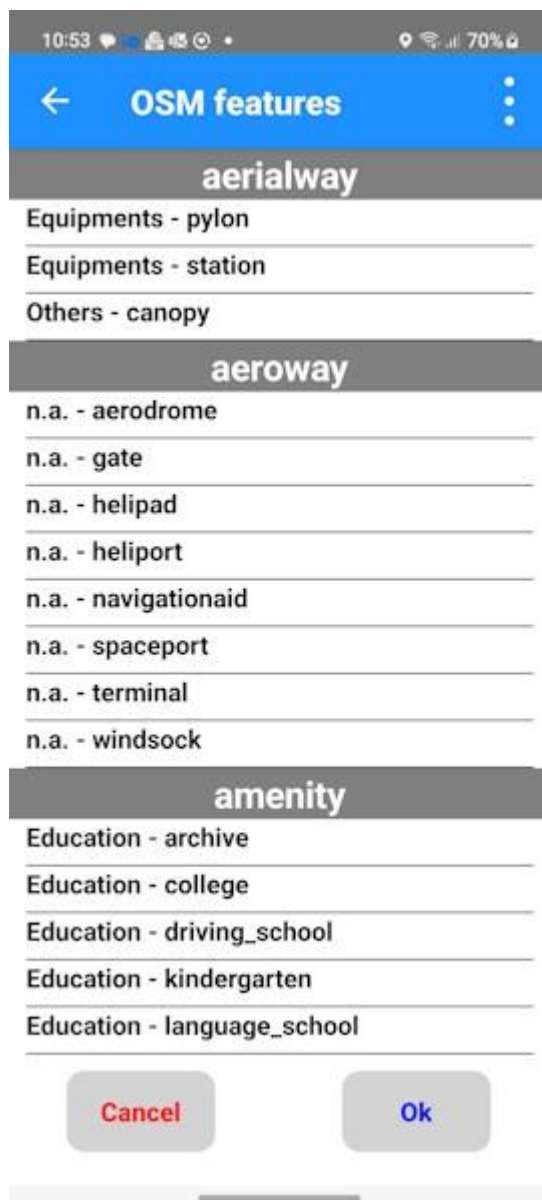 10:53 70%
OSM features
aerialway
Equipments - pylon
Equipments - station
Others - canopy
aeroway
n.a. - aerodrome
n.a. - gate
n.a. - helipad
n.a. - heliport
n.a. - navigationaid
n.a. - spaceport
n.a. - terminal
n.a. - windsock
amenity
Education - archive
Education - college
Education - driving_school
Education - kindergarten
Education - language_school
Cancel Ok